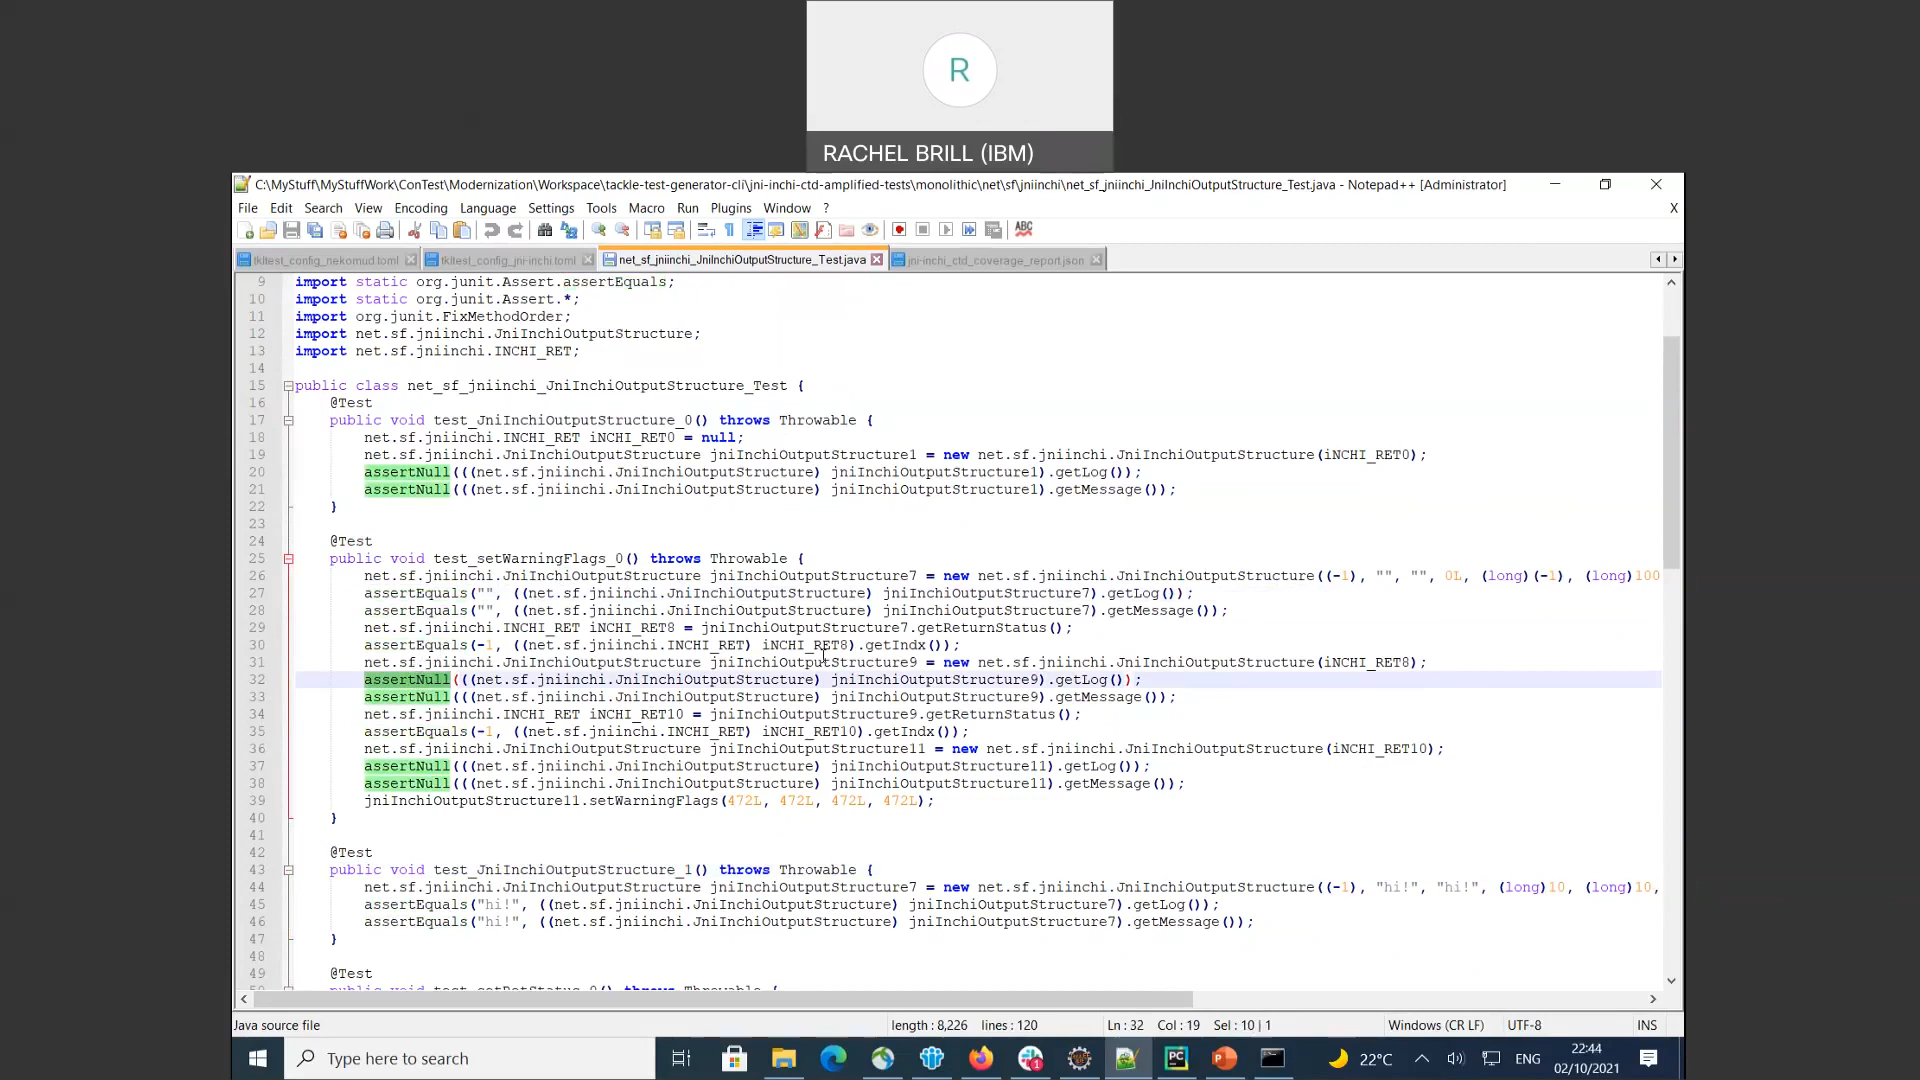 R
RACHEL BRILL (IBM)
C:\MyStuff\MyStuffWork\ConTest\Modernization\Workspace\tackle-test-generator-cli\jni-inchi-ctd-amplified-tests\monolithic\net\sf\jniinchi\net_sf_jniinchi_JniInchiOutputStructure_Test.java - Notepad++ [Administrator]
File Edit Search View Encoding Language Settings Tools Macro Run Plugins Window ? X
ABC
tkltest_config_nekomud.toml tkltest_config_jni-inchi.toml net_sf_jniinchi_JniInchiOutputStructure_Test.java jni-inchi_ctd_coverage_report.json
9 import static org.junit.Assert.assertEquals;
10 import static org.junit.Assert.*;
11 import org.junit.FixMethodOrder;
12 import net.sf.jniinchi.JniInchiOutputStructure;
13 import net.sf.jniinchi.INCHI_RET;
14
15 public class net_sf_jniinchi_JniInchiOutputStructure_Test {
16 @Test
17 public void test_JniInchiOutputStructure_0() throws Throwable {
18 net.sf.jniinchi.INCHI_RET iNCHI_RET0 = null;
19 net.sf.jniinchi.JniInchiOutputStructure jniInchiOutputStructure1 = new net.sf.jniinchi.JniInchiOutputStructure(iNCHI_RET0);
20 assertNull(((net.sf.jniinchi.JniInchiOutputStructure) jniInchiOutputStructure1).getLog());
21 assertNull(((net.sf.jniinchi.JniInchiOutputStructure) jniInchiOutputStructure1).getMessage());
22 }
23
24 @Test
25 public void test_setWarningFlags_0() throws Throwable {
26 net.sf.jniinchi.JniInchiOutputStructure jniInchiOutputStructure7 = new net.sf.jniinchi.JniInchiOutputStructure((-1), "", "", 0L, (long)(-1), (long)100
27 assertEquals("", ((net.sf.jniinchi.JniInchiOutputStructure) jniInchiOutputStructure7).getLog());
28 assertEquals("", ((net.sf.jniinchi.JniInchiOutputStructure) jniInchiOutputStructure7).getMessage());
29 net.sf.jniinchi.INCHI_RET iNCHI_RET8 = jniInchiOutputStructure7.getReturnStatus();
30 assertEquals(-1, ((net.sf.jniinchi.INCHI_RET) iNCHI_RET8).getIndx());
31 net.sf.jniinchi.JniInchiOutputStructure jniInchiOutputStructure9 = new net.sf.jniinchi.JniInchiOutputStructure(iNCHI_RET8);
32 assertNull(((net.sf.jniinchi.JniInchiOutputStructure) jniInchiOutputStructure9).getLog());
33 assertNull(((net.sf.jniinchi.JniInchiOutputStructure) jniInchiOutputStructure9).getMessage());
34 net.sf.jniinchi.INCHI_RET iNCHI_RET10 = jniInchiOutputStructure9.getReturnStatus();
35 assertEquals(-1, ((net.sf.jniinchi.INCHI_RET) iNCHI_RET10).getIndx());
36 net.sf.jniinchi.JniInchiOutputStructure jniInchiOutputStructure11 = new net.sf.jniinchi.JniInchiOutputStructure(iNCHI_RET10);
37 assertNull(((net.sf.jniinchi.JniInchiOutputStructure) jniInchiOutputStructure11).getLog());
38 assertNull(((net.sf.jniinchi.JniInchiOutputStructure) jniInchiOutputStructure11).getMessage());
39 jniInchiOutputStructure11.setWarningFlags(472L, 472L, 472L, 472L);
40 }
41
42 @Test
43 public void test_JniInchiOutputStructure_1() throws Throwable {
44 net.sf.jniinchi.JniInchiOutputStructure jniInchiOutputStructure7 = new net.sf.jniinchi.JniInchiOutputStructure((-1), "hi!", "hi!", (long)10, (long)10,
45 assertEquals("hi!", ((net.sf.jniinchi.JniInchiOutputStructure) jniInchiOutputStructure7).getLog());
46 assertEquals("hi!", ((net.sf.jniinchi.JniInchiOutputStructure) jniInchiOutputStructure7).getMessage());
47 }
48
49 @Test
Java source file length : 8,226 lines : 120 Ln : 32 Col : 19 Sel : 10 | 1 Windows (CR LF) UTF-8 INS
Type here to search
PC
22°C
ENG
22:44
02/10/2021